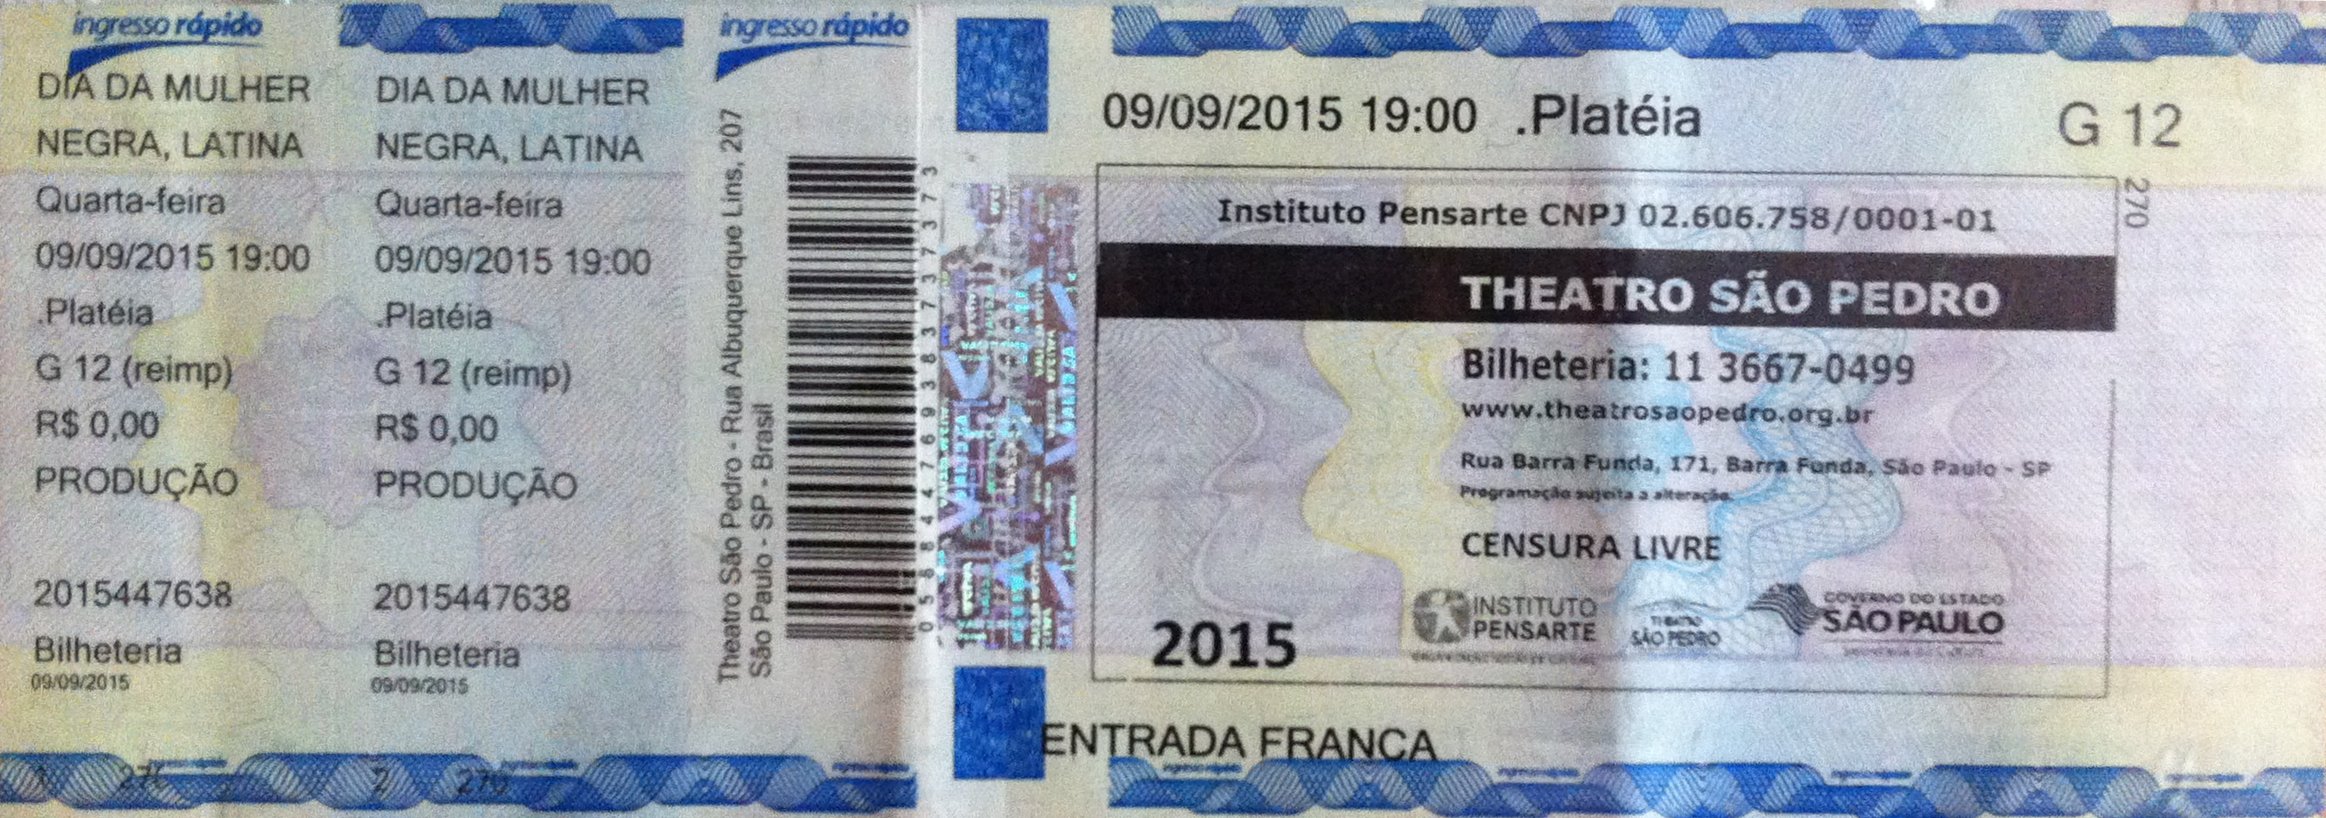 ingresso rápido
DIA DA MULHER
NEGRA, LATINA
Quarta-feira
09/09/2015 19:00
.Platéia
G 12 (reimp)
R$ 0,00
PRODUÇÃO
2015447638
Bilheteria
09/09/2015
270
DIA DA MULHER
NEGRA, LATINA
Quarta-feira
09/09/2015 19:00
.Platéia
G 12 (reimp)
R$ 0,00
PRODUÇÃO
2015447638
Bilheteria
09/09/2015
2 270
ingresso rápido
Theatro São Pedro - Rua Albuquerque Lins, 207
São Paulo - SP - Brasil
09/09/2015 19:00 .Platéia G 12
270
Instituto Pensarte CNPJ 02.606.758/0001-01
THEATRO SÃO PEDRO
Bilheteria: 11 3667-0499
www.theatrosaopedro.org.br
Rua Barra Funda, 171, Barra Funda, São Paulo - SP
Programação sujeita a alteração.
CENSURA LIVRE
2015
INSTITUTO
PENSARTE
THEATRO
SÃO PEDRO
GOVERNO DO ESTADO
SÃO PAULO
ENTRADA FRANCA